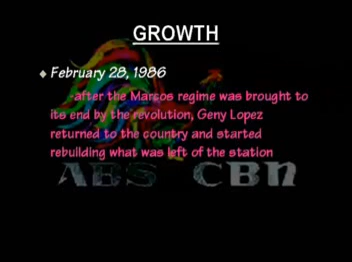 GROWTH
February 28, 1986
-after the Marcos regime was brought to
its end by the revolution, Geny Lopez
returned to the country and started
rebuilding what was left of the station
ABS CBN